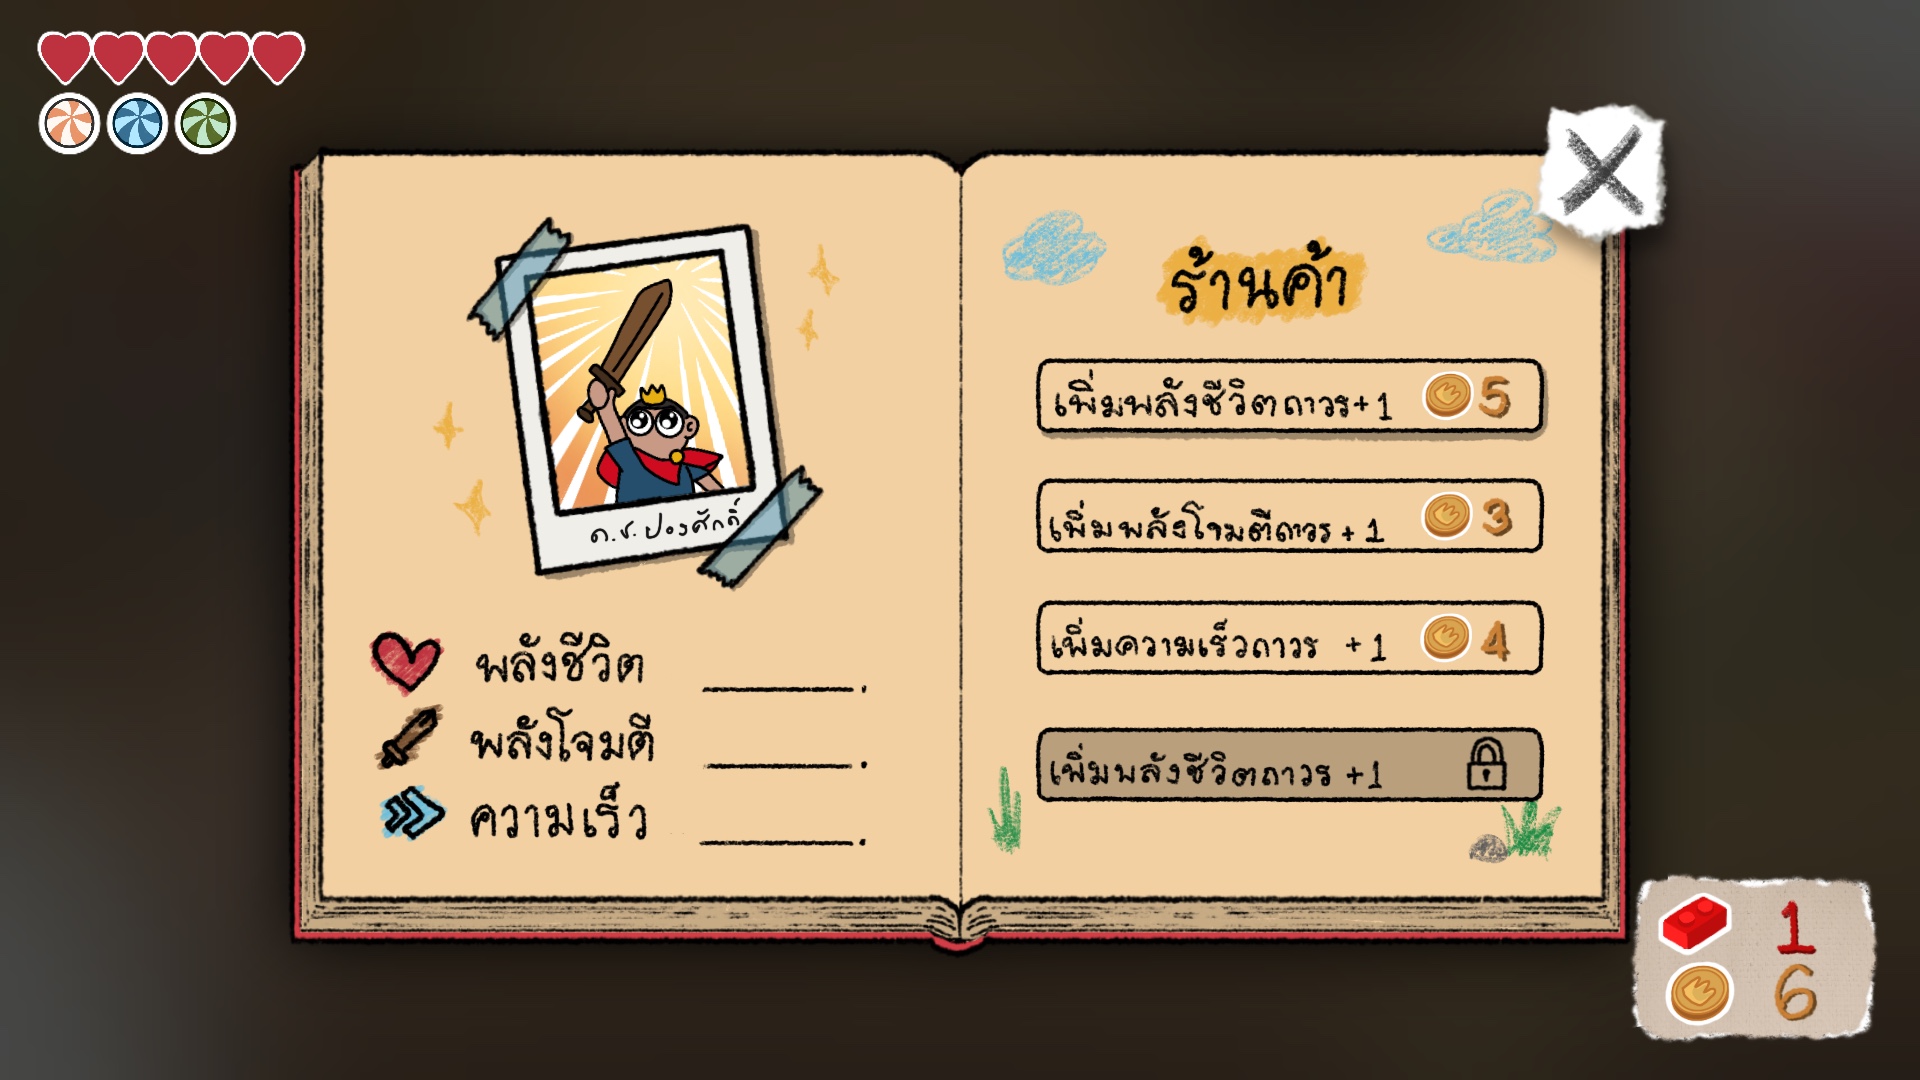 ด.ช.ปองศักดิ์
พลังชีวิต
พลังโจมตี
ความเร็ว
ร้านค้า
เพิ่มพลังชีวิตถาวร+1 5
เพิ่มพลังโจมตีถาวร +1 3
เพิ่มความเร็วถาวร +1 4
เพิ่มพลังชีวิตถาวร +1
1
6